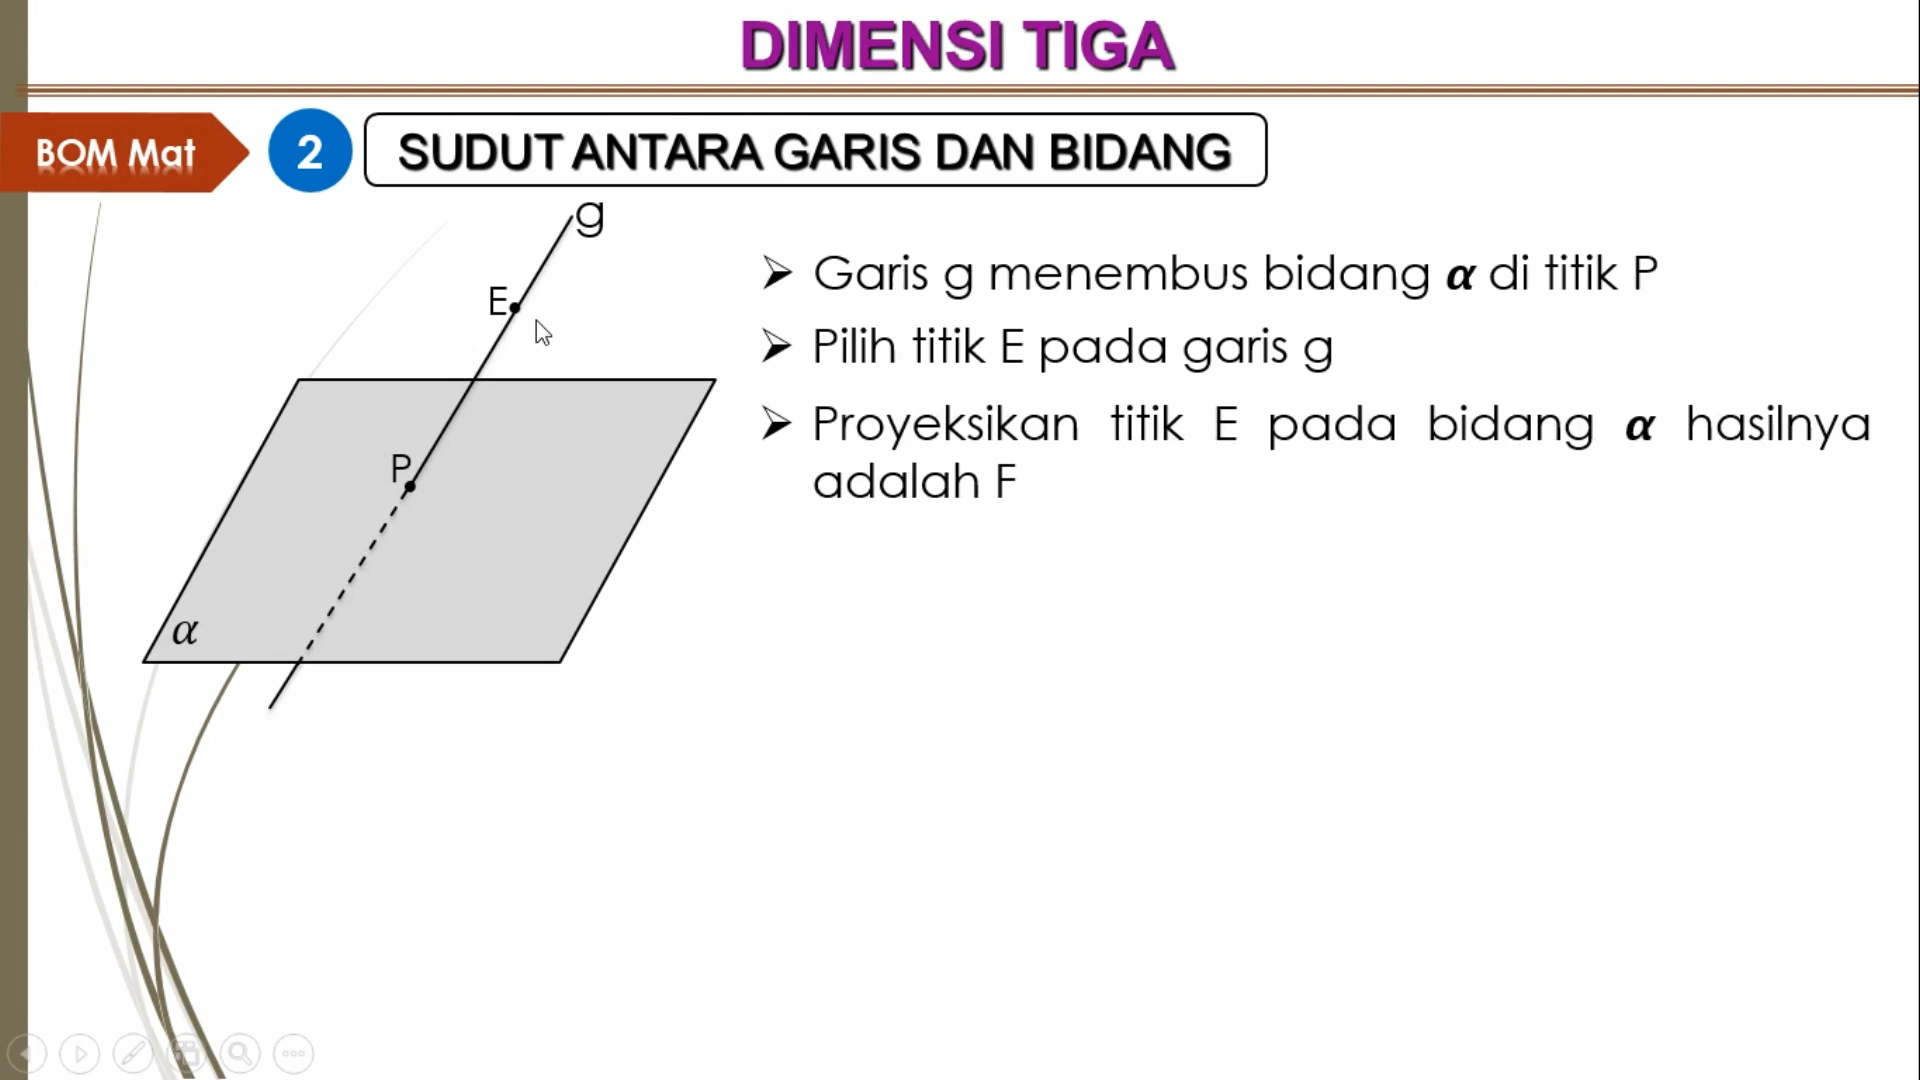 DIMENSI TIGA
BOM Mat
2
SUDUT ANTARA GARIS DAN BIDANG
g
E
P
α
➢ Garis g menembus bidang α di titik P
➢ Pilih titik E pada garis g
➢ Proyeksikan titik E pada bidang α hasilnya
adalah F